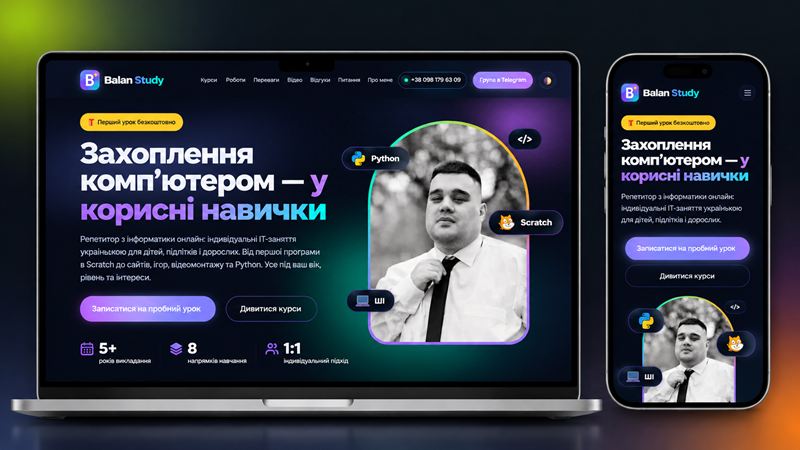 Balan Study
Курси Роботи Переваги Відео Відгуки Питання Про мене
+38 098 179 63 09
Група в Telegram
Перший урок безкоштовно
Захоплення
комп'ютером — у
корисні навички
Репетитор з інформатики онлайн: індивідуальні ІТ-заняття
українською для дітей, підлітків і дорослих. Від першої програми
в Scratch до сайтів, ігор, відеомонтажу та Python. Усе під ваш вік,
рівень та інтереси.
Записатися на пробний урок
Дивитися курси
5+
років викладання
8
напрямків навчання
1:1
індивідуальний підхід
</>
Python
Scratch
ШІ
Balan Study
Перший урок безкоштовно
Захоплення
комп'ютером — у
корисні навички
Репетитор з інформатики онлайн:
індивідуальні ІТ-заняття українською
для дітей, підлітків і дорослих.
Записатися на пробний урок
Дивитися курси
</>
ШІ